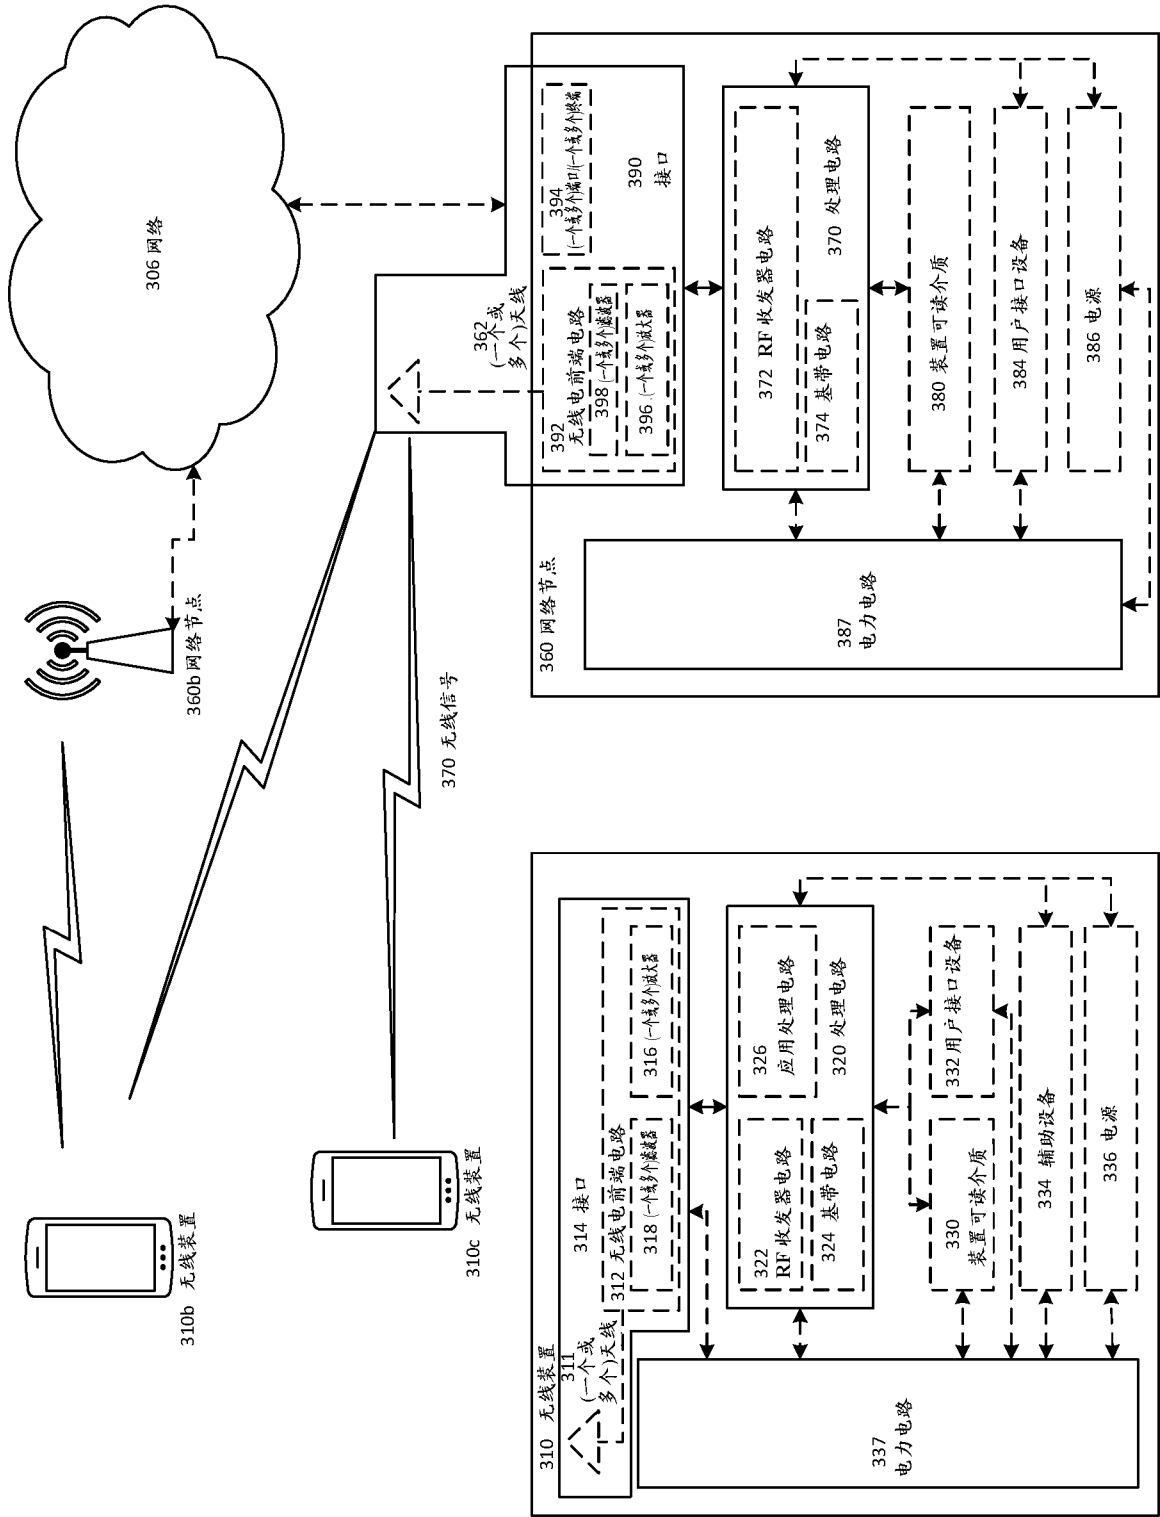 306 网络
360b 网络节点
310b 无线装置
310c 无线装置
370 无线信号
310 无线装置
311
(一个或
多个)天线
314 接口
312 无线电前端电路
318 (一个或多个)滤波器
316 (一个或多个)放大器
322
RF 收发器电路
324 基带电路
326
应用处理电路
320 处理电路
330
装置可读介质
332 用户接口设备
334 辅助设备
336 电源
337
电力电路
360 网络节点
362
(一个或
多个)天线
392
无线电前端电路
398 (一个或多个)滤波器
396 (一个或多个)放大器
394
(一个或多个)端口/(一个或多个)终端
390
接口
372 RF 收发器电路
374 基带电路
370 处理电路
380 装置可读介质
384 用户接口设备
386 电源
387
电力电路